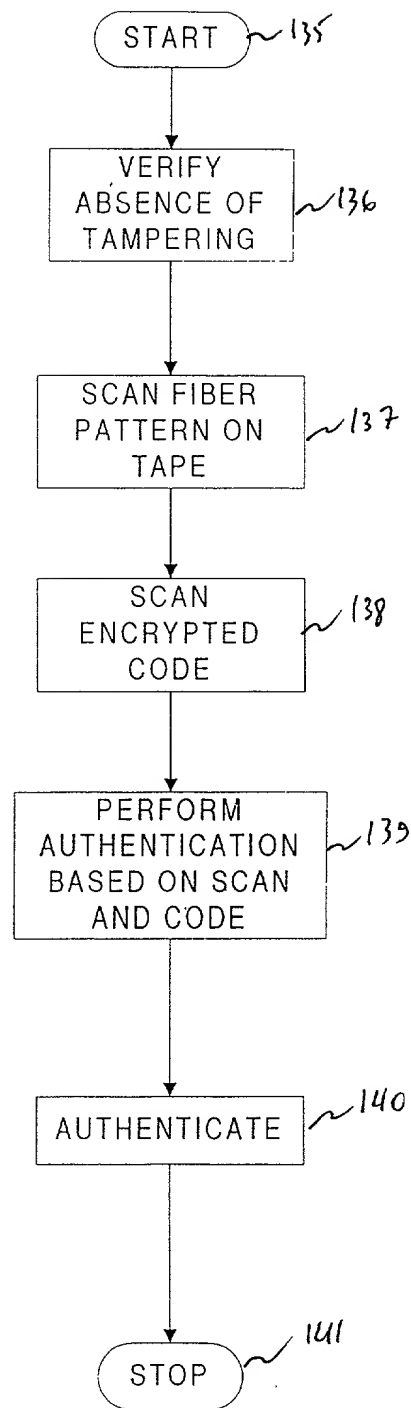 START 135
VERIFY
ABSENCE OF
TAMPERING
136
SCAN FIBER
PATTERN ON
TAPE
137
SCAN
ENCRYPTED
CODE
138
PERFORM
AUTHENTICATION
BASED ON SCAN
AND CODE
139
AUTHENTICATE 140
STOP 141